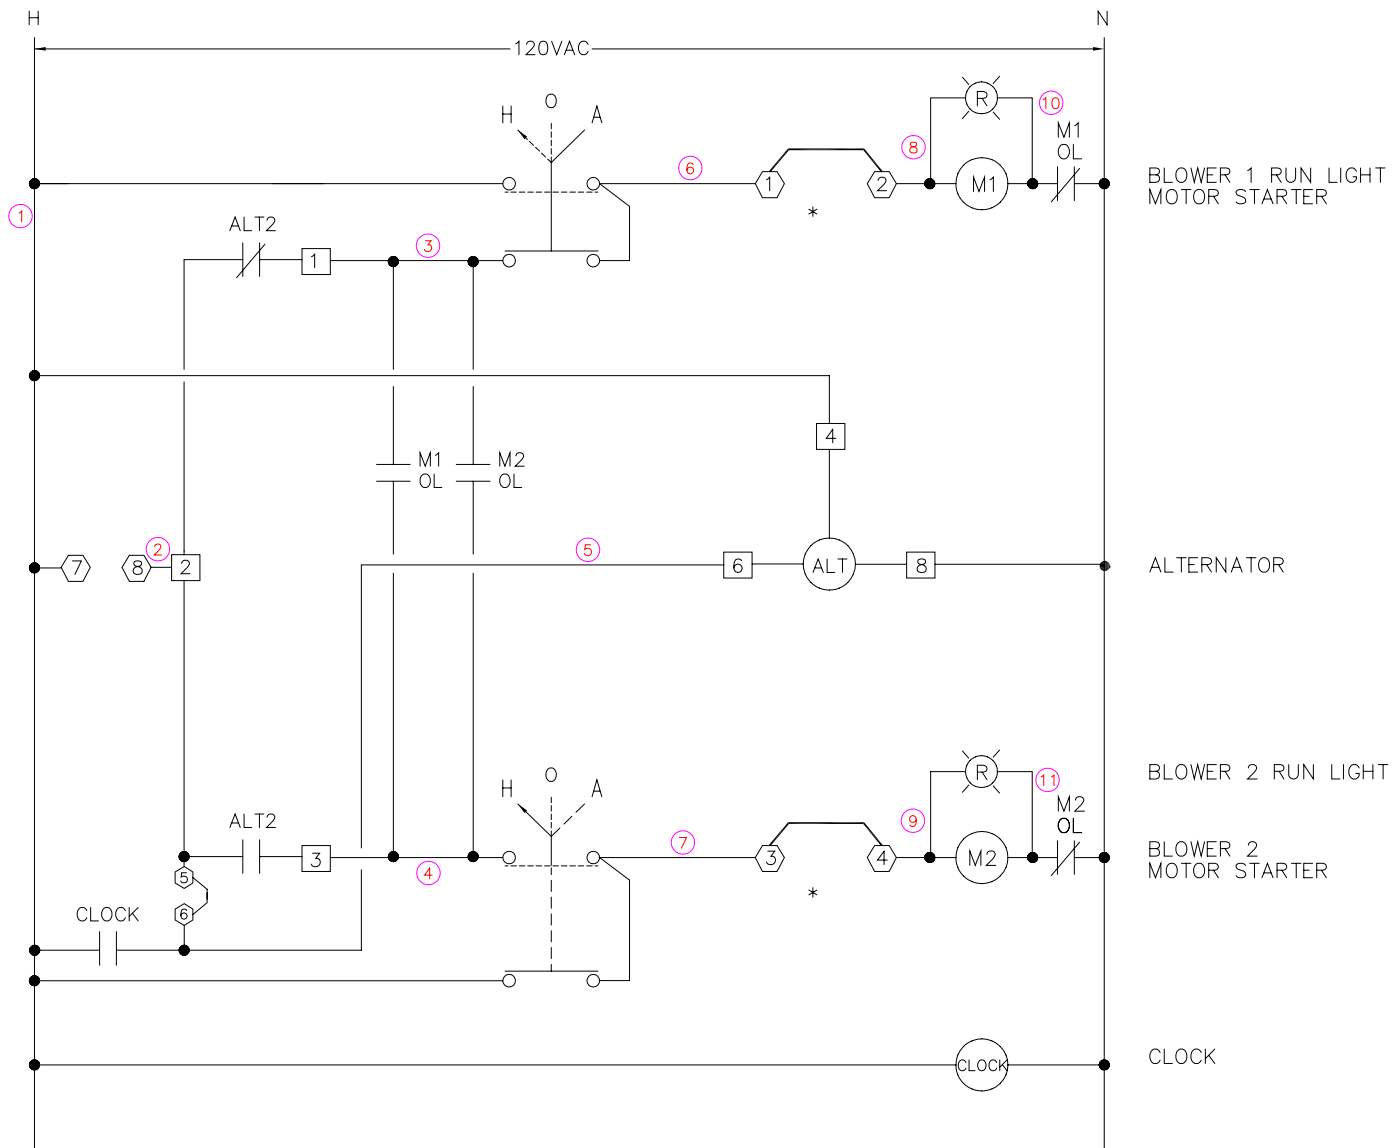 H N
120VAC
H O A
R
10
M1
OL
8
6
1 2
M1
BLOWER 1 RUN LIGHT
MOTOR STARTER
*
1
ALT2
1
3
4
M1
OL
M2
OL
7 8 2 2
5
6 ALT 8
ALTERNATOR
H O A
R
11
M2
OL
BLOWER 2 RUN LIGHT
ALT2
3
4
7
3 4
9
M2
BLOWER 2
MOTOR STARTER
*
5
6
CLOCK
CLOCK
CLOCK